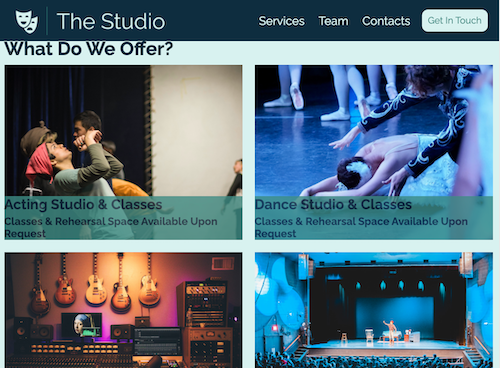 The Studio
Services Team Contacts Get In Touch
What Do We Offer?
Acting Studio & Classes
Classes & Rehearsal Space Available Upon
Request
Dance Studio & Classes
Classes & Rehearsal Space Available Upon
Request